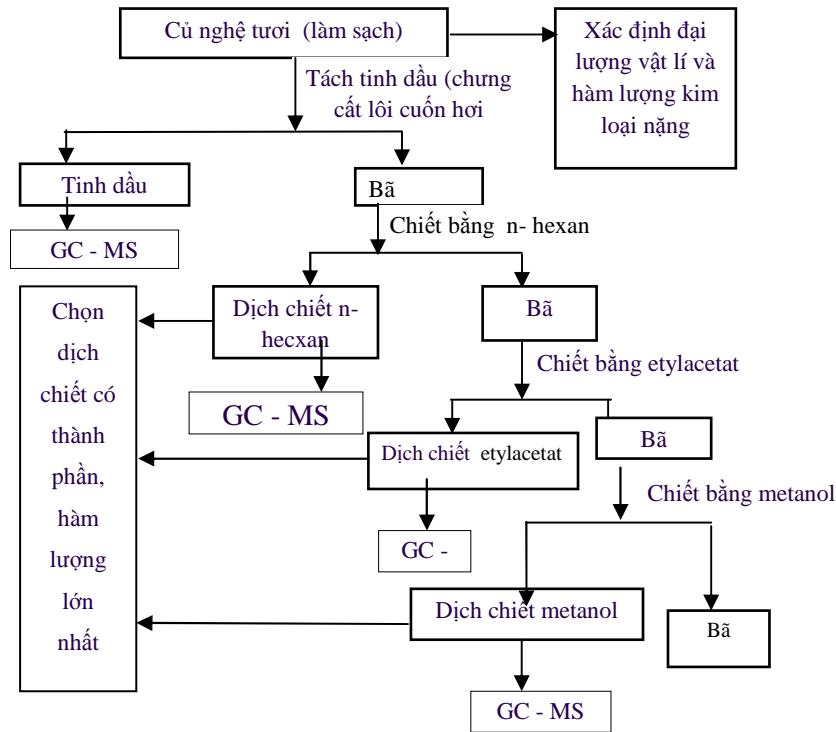 Củ nghệ tươi (làm sạch)
Xác định đại
lượng vật lí và
hàm lượng kim
loại nặng
Tách tinh dầu (chưng
cất lôi cuốn hơi
Tinh dầu
Bã
GC - MS
Chiết bằng n- hexan
Dịch chiết n-
hecxan
Bã
Chọn
dịch
chiết có
thành
phần,
hàm
lượng
lớn
nhất
Chiết bằng etylacetat
GC - MS
Dịch chiết etylacetat
Bã
Chiết bằng metanol
GC -
Dịch chiết metanol
Bã
GC - MS